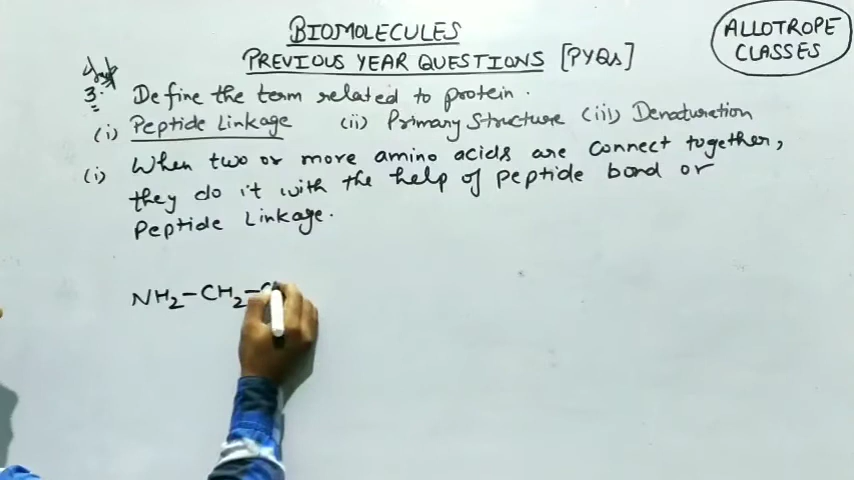 BIOMOLECULES
PREVIOUS YEAR QUESTIONS [PYQs]
ALLOTROPE
CLASSES
3. Define the term related to protein.
(i) Peptide Linkage (ii) Primary Structure (iii) Denaturation
(i) When two or more amino acids are connect together,
they do it with the help of peptide bond or
Peptide Linkage.
NH2-CH2-C